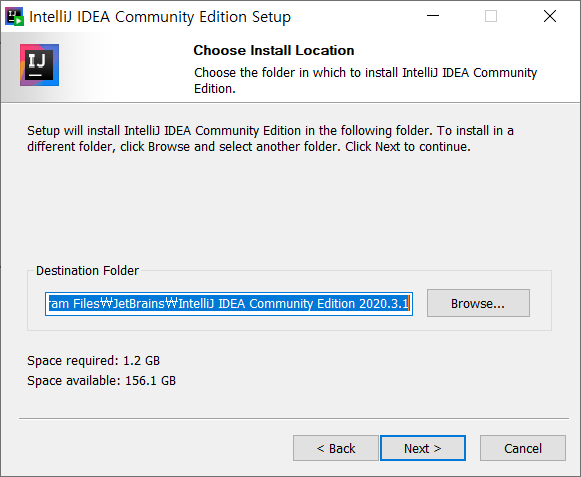 IntelliJ IDEA Community Edition Setup
IJ
Choose Install Location
Choose the folder in which to install IntelliJ IDEA Community
Edition.
Setup will install IntelliJ IDEA Community Edition in the following folder. To install in a
different folder, click Browse and select another folder. Click Next to continue.
Destination Folder
ram Files₩JetBrains₩IntelliJ IDEA Community Edition 2020.3.1
Browse...
Space required: 1.2 GB
Space available: 156.1 GB
< Back
Next >
Cancel